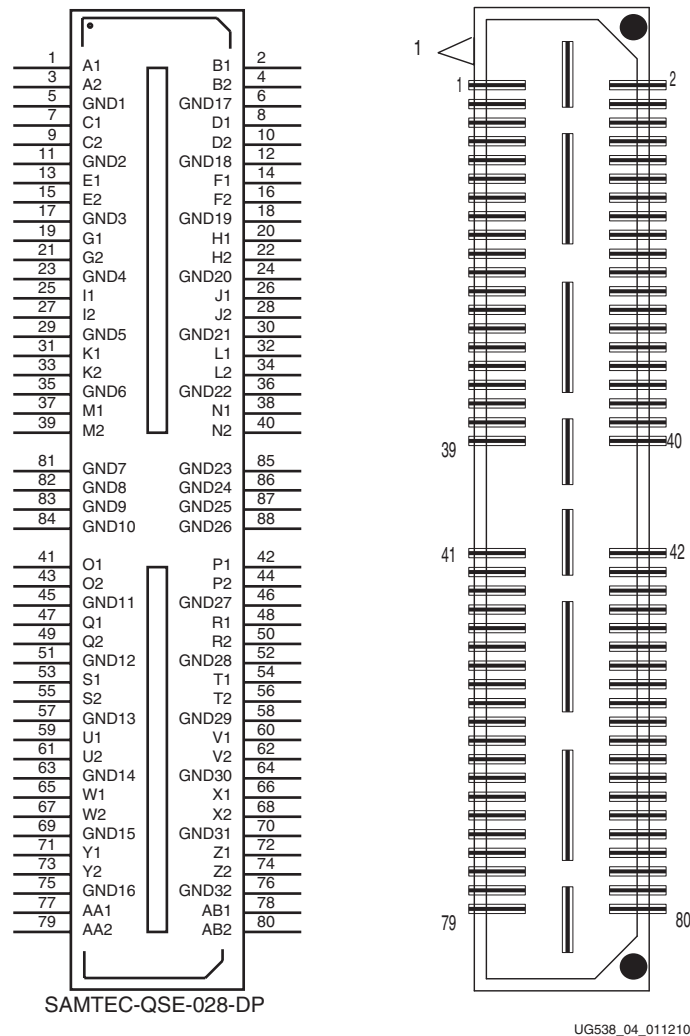 1 A1 B1 2
3 A2 B2 4
5 GND1 GND17 6
7 C1 D1 8
9 C2 D2 10
11 GND2 GND18 12
13 E1 F1 14
15 E2 F2 16
17 GND3 GND19 18
19 G1 H1 20
21 G2 H2 22
23 GND4 GND20 24
25 I1 J1 26
27 I2 J2 28
29 GND5 GND21 30
31 K1 L1 32
33 K2 L2 34
35 GND6 GND22 36
37 M1 N1 38
39 M2 N2 40
81 GND7 GND23 85
82 GND8 GND24 86
83 GND9 GND25 87
84 GND10 GND26 88
41 O1 P1 42
43 O2 P2 44
45 GND11 GND27 46
47 Q1 R1 48
49 Q2 R2 50
51 GND12 GND28 52
53 S1 T1 54
55 S2 T2 56
57 GND13 GND29 58
59 U1 V1 60
61 U2 V2 62
63 GND14 GND30 64
65 W1 X1 66
67 W2 X2 68
69 GND15 GND31 70
71 Y1 Z1 72
73 Y2 Z2 74
75 GND16 GND32 76
77 AA1 AB1 78
79 AA2 AB2 80
SAMTEC-QSE-028-DP
1
1 2
39 40
41 42
79 80
UG538_04_011210